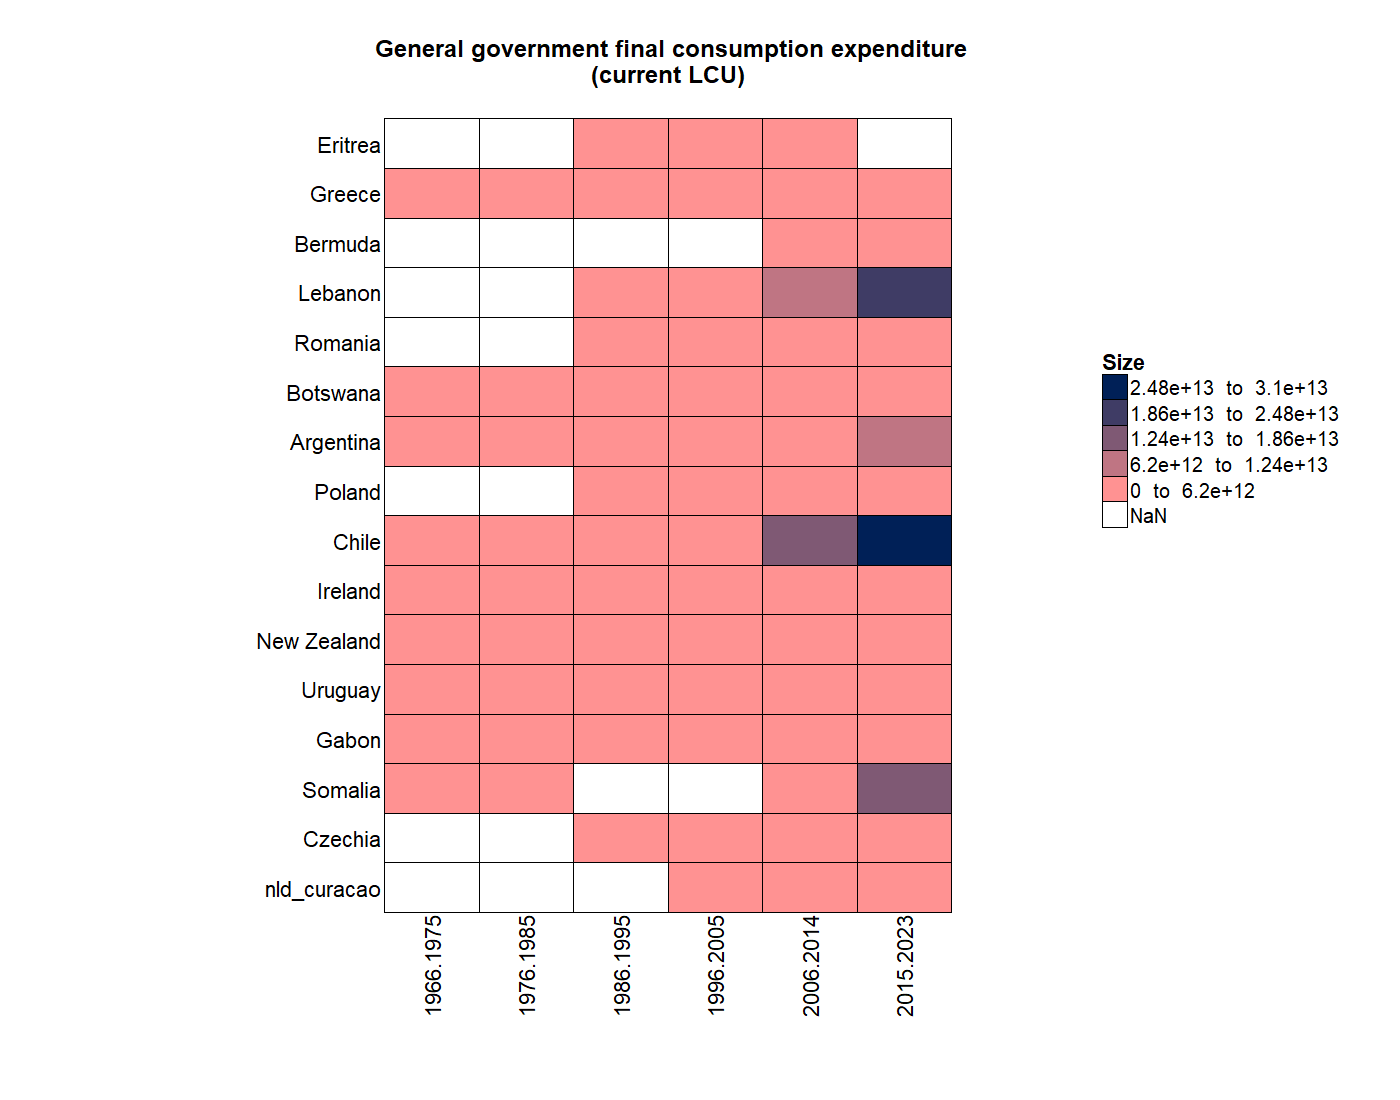 General government final consumption expenditure
(current LCU)
Eritrea
Greece
Bermuda
Lebanon
Romania
Botswana
Argentina
Poland
Chile
Ireland
New Zealand
Uruguay
Gabon
Somalia
Czechia
nld_curacao
1966.1975
1976.1985
1986.1995
1996.2005
2006.2014
2015.2023
Size
2.48e+13 to 3.1e+13
1.86e+13 to 2.48e+13
1.24e+13 to 1.86e+13
6.2e+12 to 1.24e+13
0 to 6.2e+12
NaN